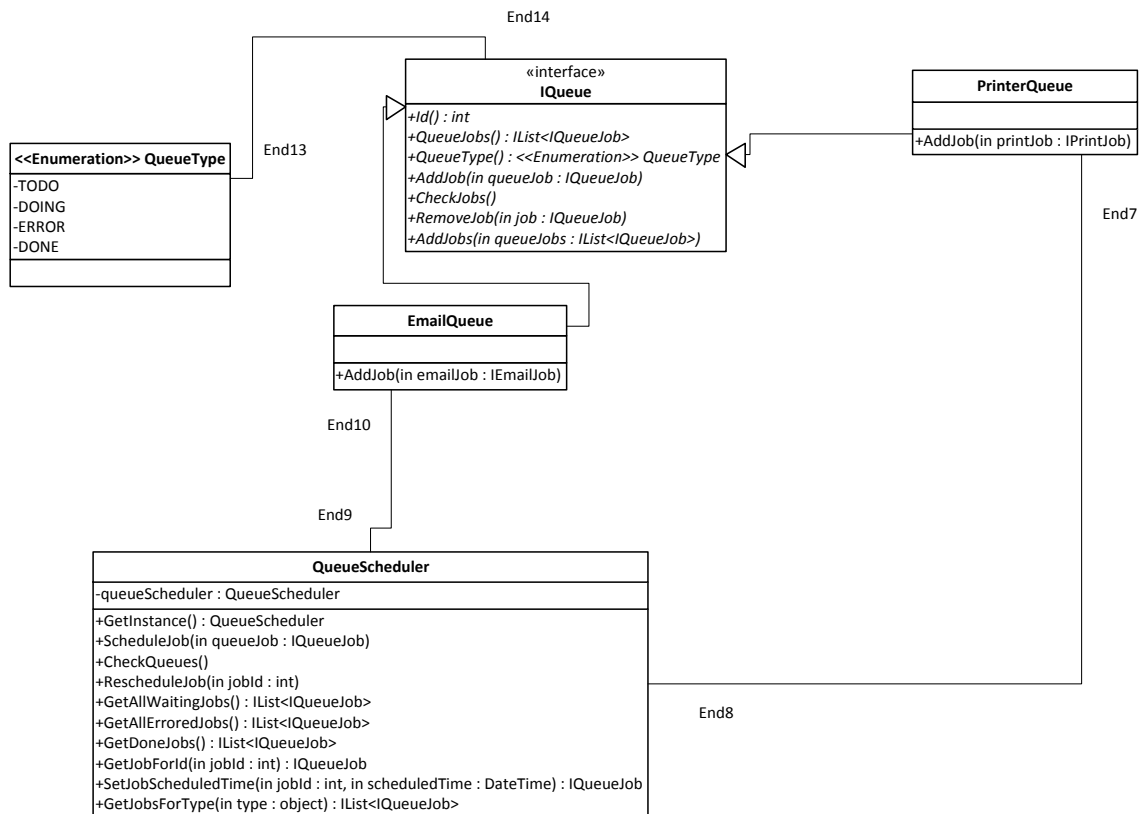 End14
«interface»
IQueue
+Id() : int
+QueueJobs() : IList<IQueueJob>
+QueueType() : <<Enumeration>> QueueType
+AddJob(in queueJob : IQueueJob)
+CheckJobs()
+RemoveJob(in job : IQueueJob)
+AddJobs(in queueJobs : IList<IQueueJob>)
PrinterQueue
+AddJob(in printJob : IPrintJob)
End7
<<Enumeration>> QueueType
-TODO
-DOING
-ERROR
-DONE
End13
EmailQueue
+AddJob(in emailJob : IEmailJob)
End10
End9
QueueScheduler
-queueScheduler : QueueScheduler
+GetInstance() : QueueScheduler
+ScheduleJob(in queueJob : IQueueJob)
+CheckQueues()
+RescheduleJob(in jobId : int)
+GetAllWaitingJobs() : IList<IQueueJob>
+GetAllErroredJobs() : IList<IQueueJob>
+GetDoneJobs() : IList<IQueueJob>
+GetJobForId(in jobId : int) : IQueueJob
+SetJobScheduledTime(in jobId : int, in scheduledTime : DateTime) : IQueueJob
+GetJobsForType(in type : object) : IList<IQueueJob>
End8